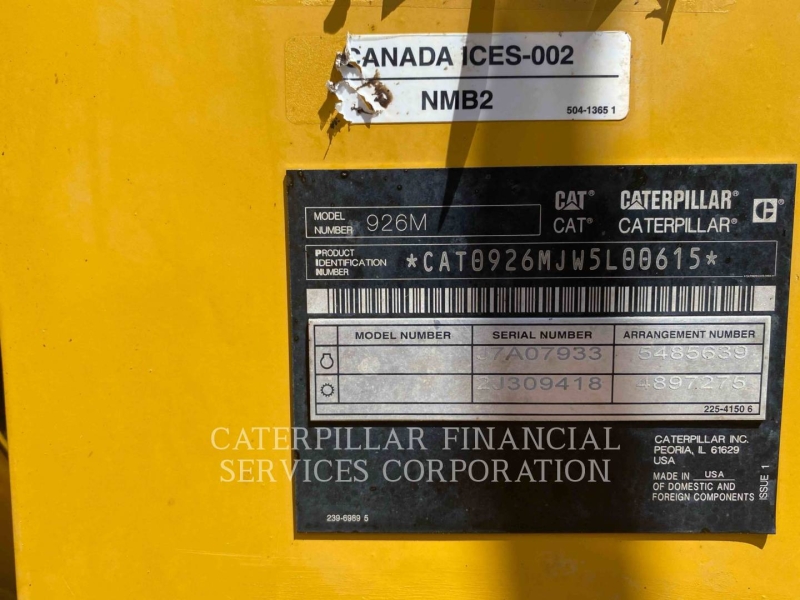 CANADA ICES-002
NMB2
504-1365 1
CAT® CATERPILLAR®
MODEL NUMBER 926M
CAT® CATERPILLAR®
PRODUCT IDENTIFICATION NUMBER *CAT0926MJW5L00615*
MODEL NUMBER SERIAL NUMBER ARRANGEMENT NUMBER
J7A07933 5485639
2J309418 4897275
225-4150 6
CATERPILLAR FINANCIAL
SERVICES CORPORATION
CATERPILLAR INC.
PEORIA, IL 61629
USA
MADE IN USA
OF DOMESTIC AND
FOREIGN COMPONENTS
ISSUE 1
239-6989 5